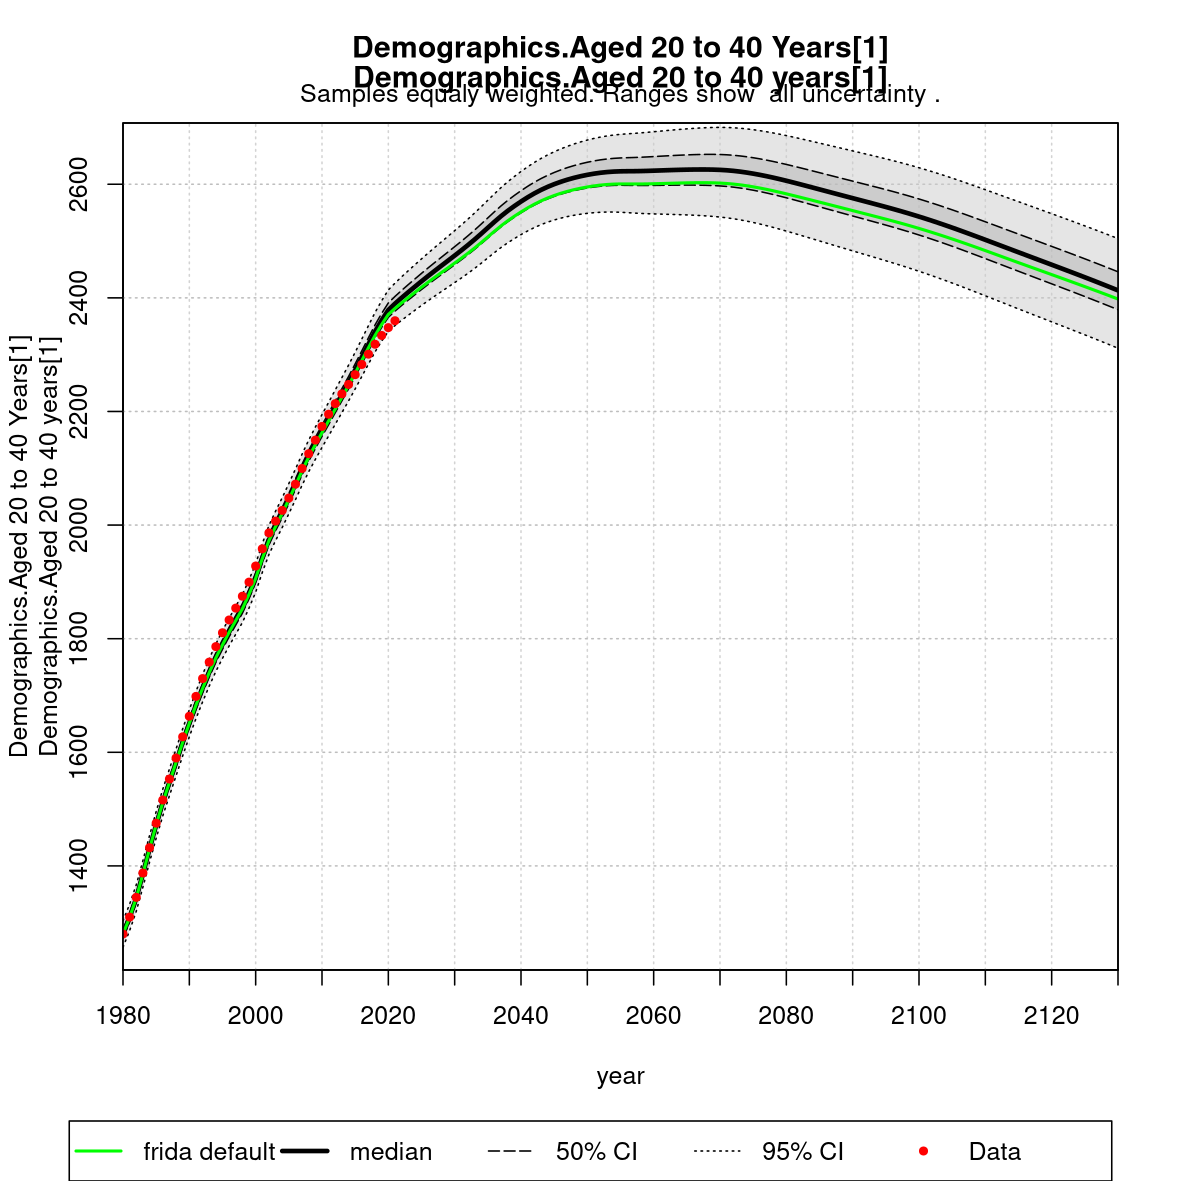 Demographics.Aged 20 to 40 Years[1]
Demographics.Aged 20 to 40 years[1]
Samples equaly weighted. Ranges show  all uncertainty .
Demographics.Aged 20 to 40 Years[1]
Demographics.Aged 20 to 40 years[1]
2600
2400
2200
2000
1800
1600
1400
1980 2000 2020 2040 2060 2080 2100 2120
year
frida default median 50% CI 95% CI Data